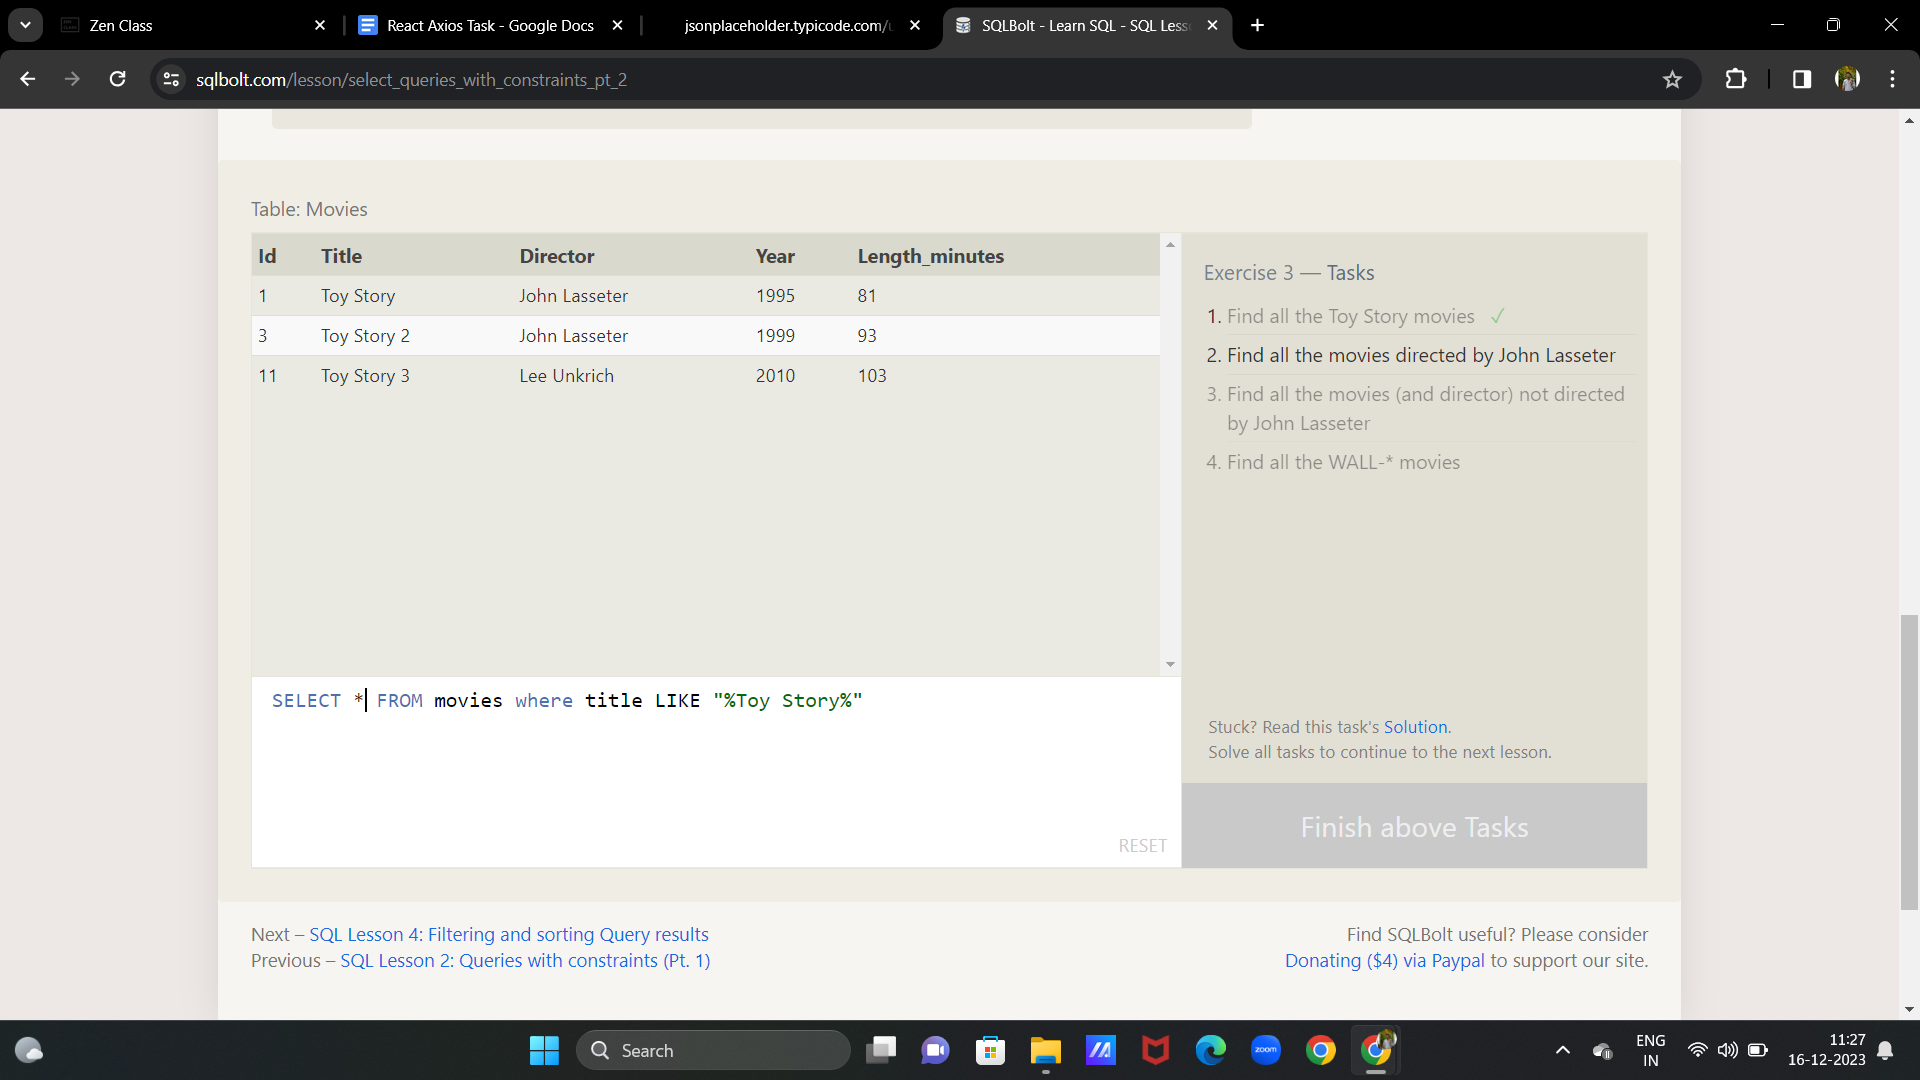 Zen Class
React Axios Task - Google Docs
jsonplaceholder.typicode.com/u
SQLBolt - Learn SQL - SQL Less
sqlbolt.com/lesson/select_queries_with_constraints_pt_2
Table: Movies
Id Title Director Year Length_minutes
1 Toy Story John Lasseter 1995 81
3 Toy Story 2 John Lasseter 1999 93
11 Toy Story 3 Lee Unkrich 2010 103
Exercise 3 — Tasks
1. Find all the Toy Story movies ✓
2. Find all the movies directed by John Lasseter
3. Find all the movies (and director) not directed
by John Lasseter
4. Find all the WALL-* movies
SELECT * FROM movies where title LIKE "%Toy Story%"
RESET
Stuck? Read this task's Solution.
Solve all tasks to continue to the next lesson.
Finish above Tasks
Next – SQL Lesson 4: Filtering and sorting Query results
Previous – SQL Lesson 2: Queries with constraints (Pt. 1)
Find SQLBolt useful? Please consider
Donating ($4) via Paypal to support our site.
Search
zoom
ENG
IN
11:27
16-12-2023